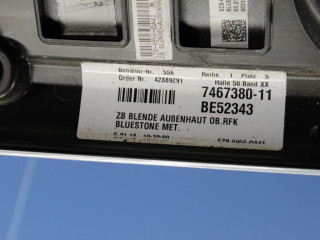 Behälter-Nr. 556 Reihe 1 Platz 5
Order Nr. 42889291 Halle 50 Band XX
7467380-11
BE52343
ZB BLENDE AUßENHAUT OB.RFK
BLUESTONE MET.